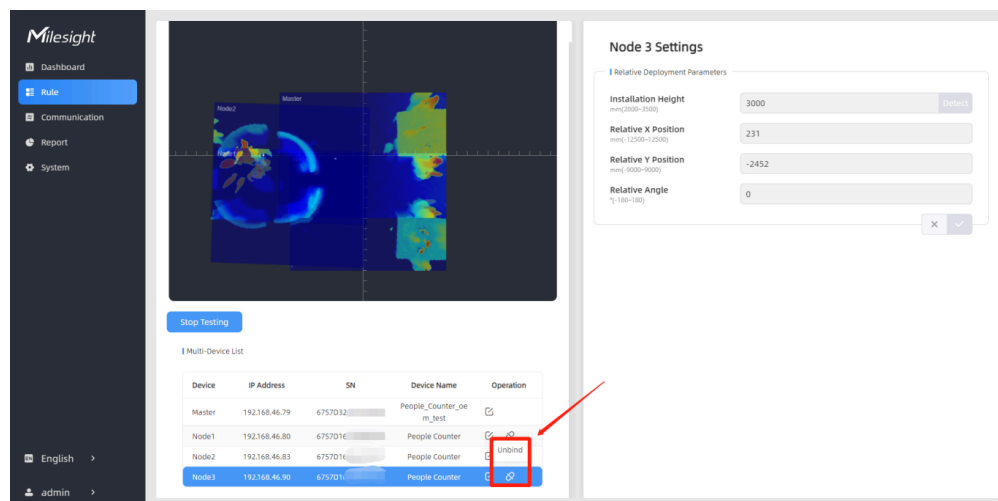 Milesight
Dashboard
Rule
Communication
Report
System
English >
admin >
Node2
Master
Stop Testing
Multi-Device List
Device IP Address SN Device Name Operation
Master 192.168.46.79 6757D32 People_Counter_oe
m_test
Node1 192.168.46.80 6757D16 People Counter
Node2 192.168.46.83 6757D16 People Counter
Unbind
Node3 192.168.46.90 6757D16 People Counter
Node 3 Settings
Relative Deployment Parameters
Installation Height
mm(2000~3500)
3000 Detect
Relative X Position
mm(-12500~12500)
231
Relative Y Position
mm(-9000~9000)
-2452
Relative Angle
°(-180~180)
0